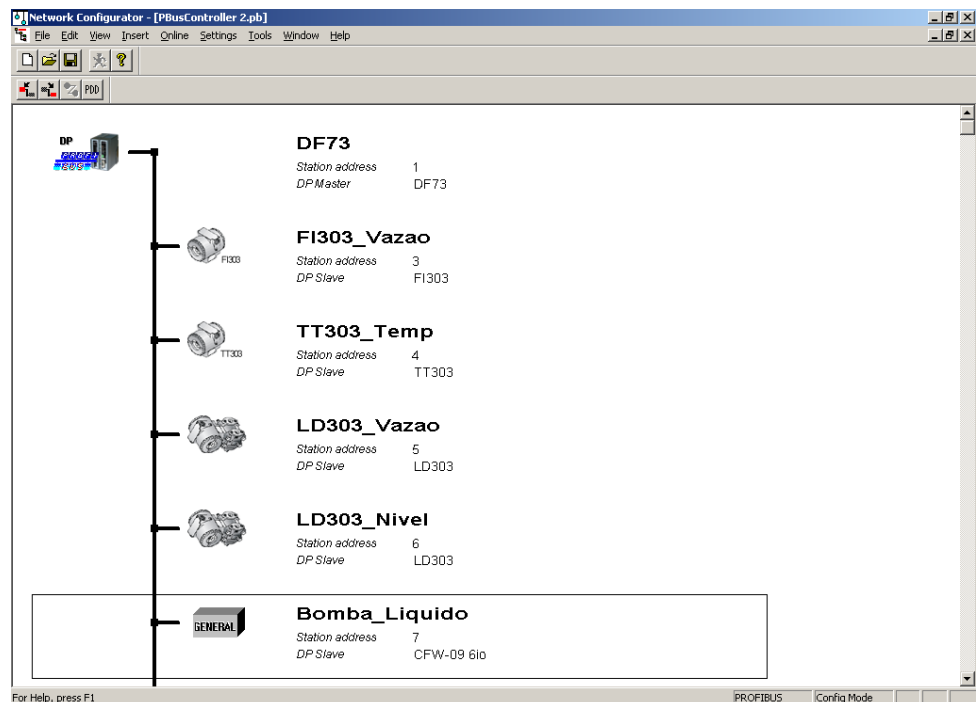 Network Configurator - [PBusController 2.pb]
File Edit View Insert Online Settings Tools Window Help
PDD
DP
PROFI
BUS
DF73
Station address 1
DP Master DF73
FI303
FI303_Vazao
Station address 3
DP Slave FI303
TT303
TT303_Temp
Station address 4
DP Slave TT303
LD303_Vazao
Station address 5
DP Slave LD303
LD303_Nivel
Station address 6
DP Slave LD303
GENERAL
Bomba_Liquido
Station address 7
DP Slave CFW-09 6io
For Help, press F1 PROFIBUS Config Mode